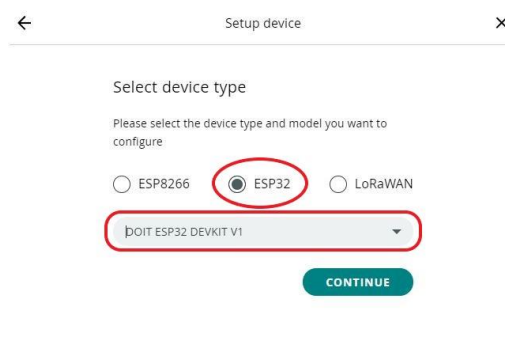 Setup device
Select device type
Please select the device type and model you want to
configure
ESP8266 ESP32 LoRaWAN
DOIT ESP32 DEVKIT V1
CONTINUE